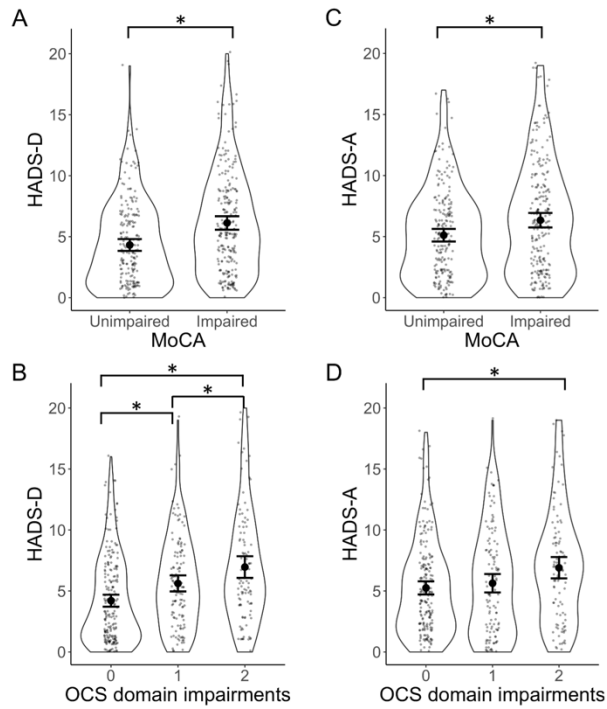 A
*
HADS-D
20
15
10
5
0
Unimpaired Impaired
MoCA
C
*
HADS-A
20
15
10
5
0
Unimpaired Impaired
MoCA
B
*
* *
HADS-D
20
15
10
5
0
0 1 2
OCS domain impairments
D
*
HADS-A
20
15
10
5
0
0 1 2
OCS domain impairments